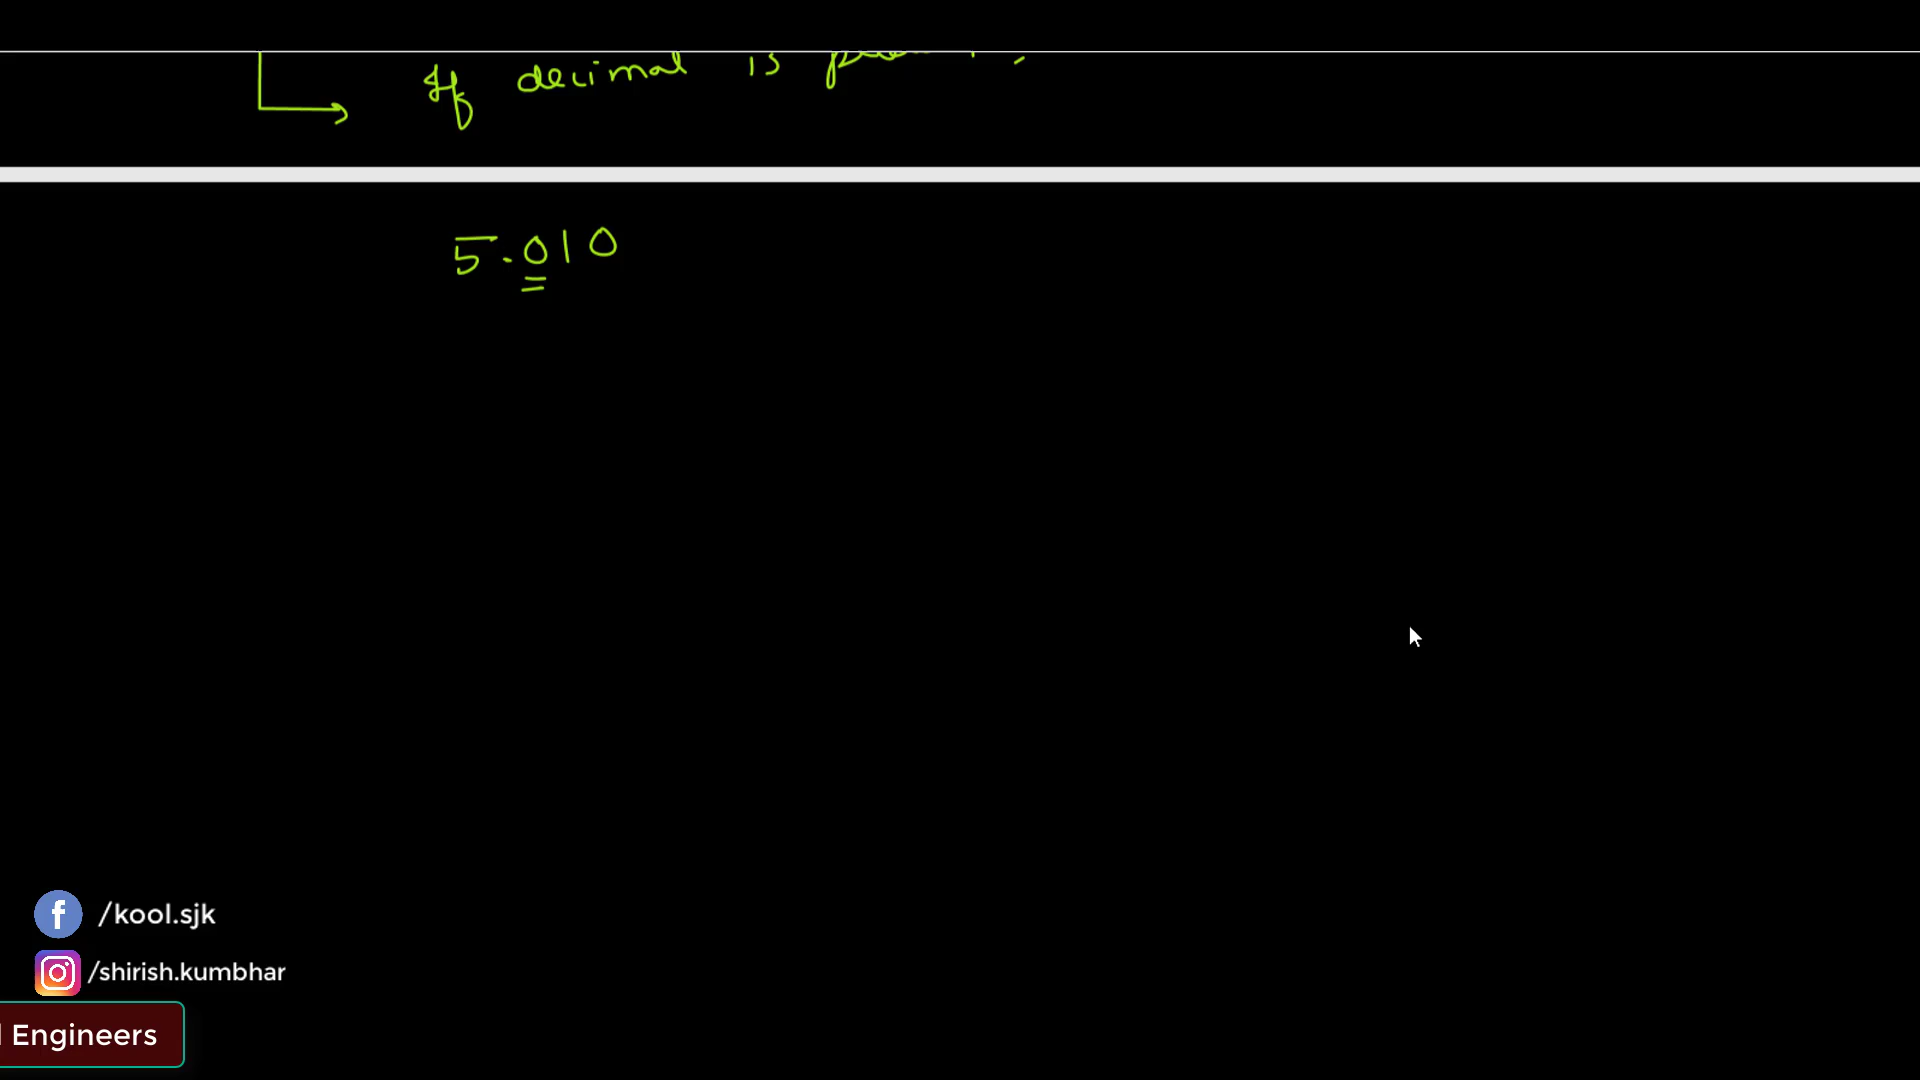 If decimal is
5.010
/kool.sjk
/shirish.kumbhar
Engineers